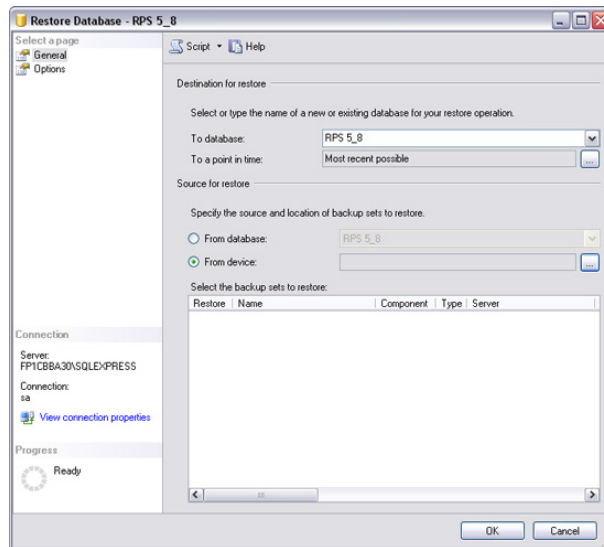 Restore Database - RPS 5_8
Select a page
General
Options
Script
Help
Destination for restore
Select or type the name of a new or existing database for your restore operation.
To database:
RPS 5_8
To a point in time:
Most recent possible
...
Source for restore
Specify the source and location of backup sets to restore.
From database:
RPS 5_8
From device:
...
Select the backup sets to restore:
Restore Name Component Type Server
Connection
Server:
FP1CBBA30\SQLEXPRESS
Connection:
sa
View connection properties
Progress
Ready
OK
Cancel